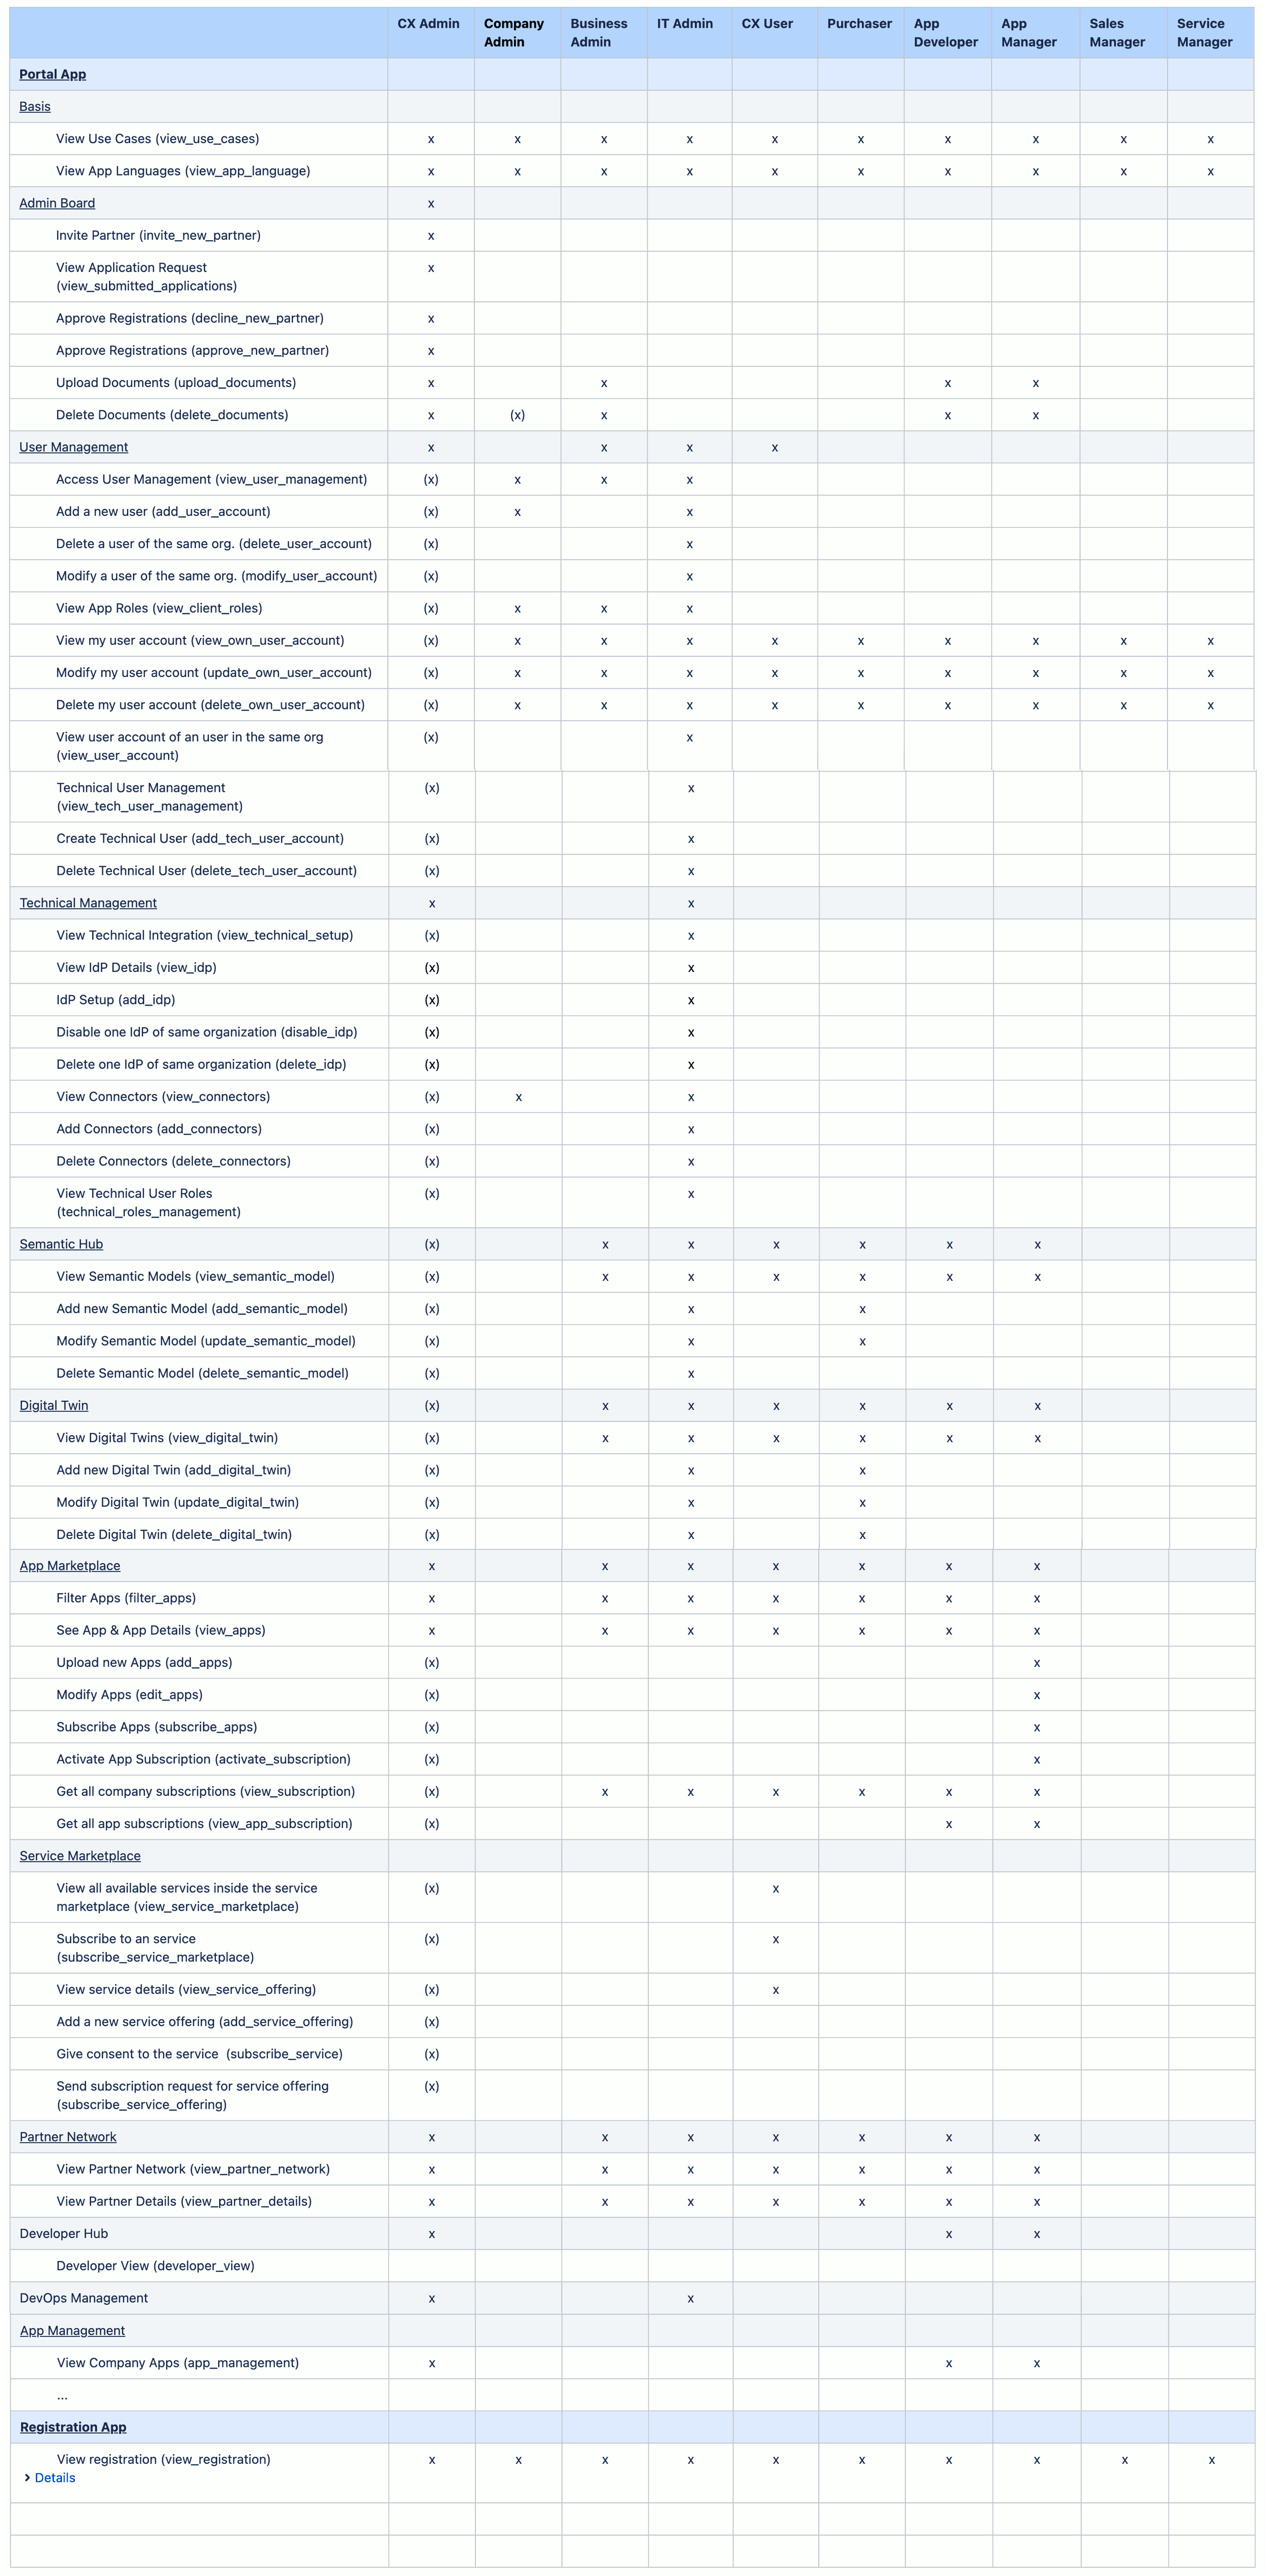 CX Admin Company Admin Business Admin IT Admin CX User Purchaser App Developer App Manager Sales Manager Service Manager
Portal App
Basis
View Use Cases (view_use_cases) x x x x x x x x x x
View App Languages (view_app_language) x x x x x x x x x x
Admin Board x
Invite Partner (invite_new_partner) x
View Application Request x
(view_submitted_applications)
Approve Registrations (decline_new_partner) x
Approve Registrations (approve_new_partner) x
Upload Documents (upload_documents) x x x x
Delete Documents (delete_documents) x (x) x x x
User Management x x x x
Access User Management (view_user_management) (x) x x x
Add a new user (add_user_account) (x) x x
Delete a user of the same org. (delete_user_account) (x) x
Modify a user of the same org. (modify_user_account) (x) x
View App Roles (view_client_roles) (x) x x x
View my user account (view_own_user_account) (x) x x x x x x x x x
Modify my user account (update_own_user_account) (x) x x x x x x x x x
Delete my user account (delete_own_user_account) (x) x x x x x x x x x
View user account of an user in the same org (x) x
(view_user_account)
Technical User Management (x) x
(view_tech_user_management)
Create Technical User (add_tech_user_account) (x) x
Delete Technical User (delete_tech_user_account) (x) x
Technical Management x x
View Technical Integration (view_technical_setup) (x) x
View IdP Details (view_idp) (x) x
IdP Setup (add_idp) (x) x
Disable one IdP of same organization (disable_idp) (x) x
Delete one IdP of same organization (delete_idp) (x) x
View Connectors (view_connectors) (x) x x
Add Connectors (add_connectors) (x) x
Delete Connectors (delete_connectors) (x) x
View Technical User Roles (x) x
(technical_roles_management)
Semantic Hub (x) x x x x x x
View Semantic Models (view_semantic_model) (x) x x x x x x
Add new Semantic Model (add_semantic_model) (x) x x
Modify Semantic Model (update_semantic_model) (x) x x
Delete Semantic Model (delete_semantic_model) (x) x
Digital Twin (x) x x x x x x
View Digital Twins (view_digital_twin) (x) x x x x x x
Add new Digital Twin (add_digital_twin) (x) x x
Modify Digital Twin (update_digital_twin) (x) x x
Delete Digital Twin (delete_digital_twin) (x) x x
App Marketplace x x x x x x x
Filter Apps (filter_apps) x x x x x x x
See App & App Details (view_apps) x x x x x x x
Upload new Apps (add_apps) (x) x
Modify Apps (edit_apps) (x) x
Subscribe Apps (subscribe_apps) (x) x
Activate App Subscription (activate_subscription) (x) x
Get all company subscriptions (view_subscription) (x) x x x x x x
Get all app subscriptions (view_app_subscription) (x) x x
Service Marketplace
View all available services inside the service (x) x
marketplace (view_service_marketplace)
Subscribe to an service (x) x
(subscribe_service_marketplace)
View service details (view_service_offering) (x) x
Add a new service offering (add_service_offering) (x)
Give consent to the service (subscribe_service) (x)
Send subscription request for service offering (x)
(subscribe_service_offering)
Partner Network x x x x x x x
View Partner Network (view_partner_network) x x x x x x x
View Partner Details (view_partner_details) x x x x x x x
Developer Hub x x x
Developer View (developer_view)
DevOps Management x x
App Management
View Company Apps (app_management) x x x
...
Registration App
View registration (view_registration) x x x x x x x x x x
Details